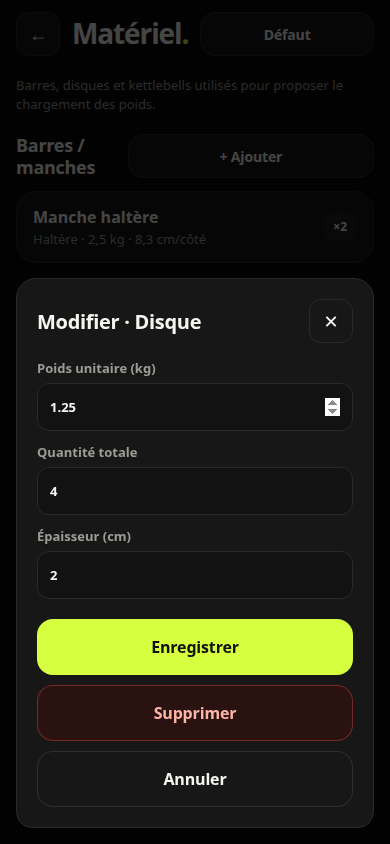 ←
Matériel.
Défaut
Barres, disques et kettlebells utilisés pour proposer le
chargement des poids.
Barres /
manches
+ Ajouter
Manche haltère
Haltère · 2,5 kg · 8,3 cm/côté
×2
Modifier · Disque
✕
Poids unitaire (kg)
1.25
Quantité totale
4
Épaisseur (cm)
2
Enregistrer
Supprimer
Annuler